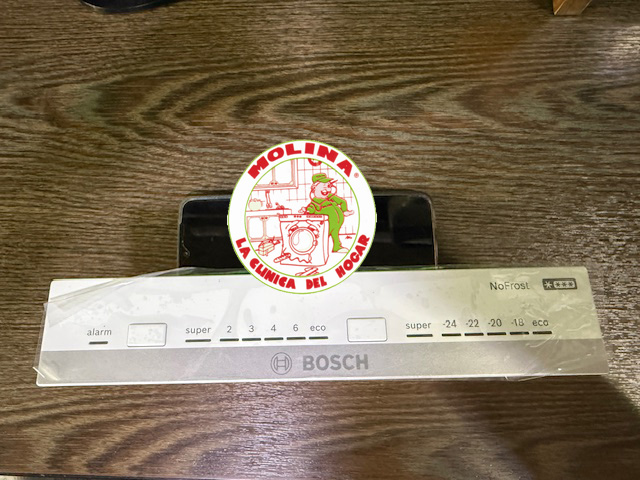 MOLINA®
LA CLINICA DEL HOGAR
NoFrost
alarm super 2 3 4 6 eco super -24 -22 -20 -18 eco
BOSCH